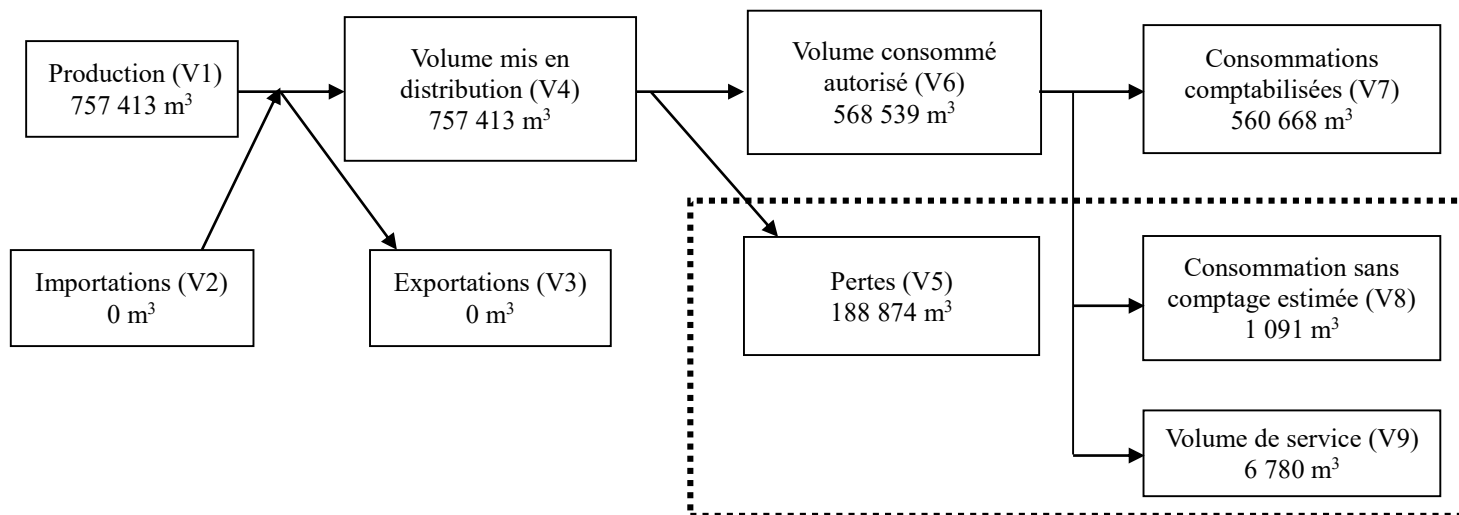 Production (V1)
757 413 m³
Volume mis en
distribution (V4)
757 413 m³
Volume consommé
autorisé (V6)
568 539 m³
Consommations
comptabilisées (V7)
560 668 m³
Importations (V2)
0 m³
Exportations (V3)
0 m³
Pertes (V5)
188 874 m³
Consommation sans
comptage estimée (V8)
1 091 m³
Volume de service (V9)
6 780 m³